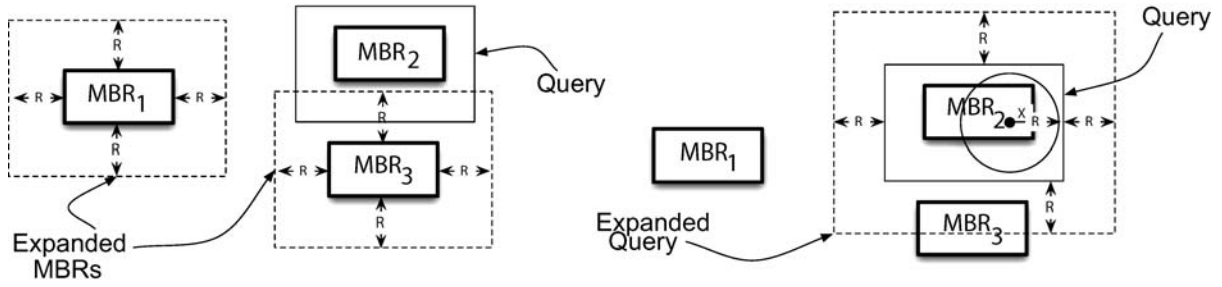 R
R MBR1 R
R
Expanded
MBRs
MBR2
Query
R
R MBR3 R
R
Query
R
MBR2 X R
R R
MBR1
R
MBR3
Expanded
Query